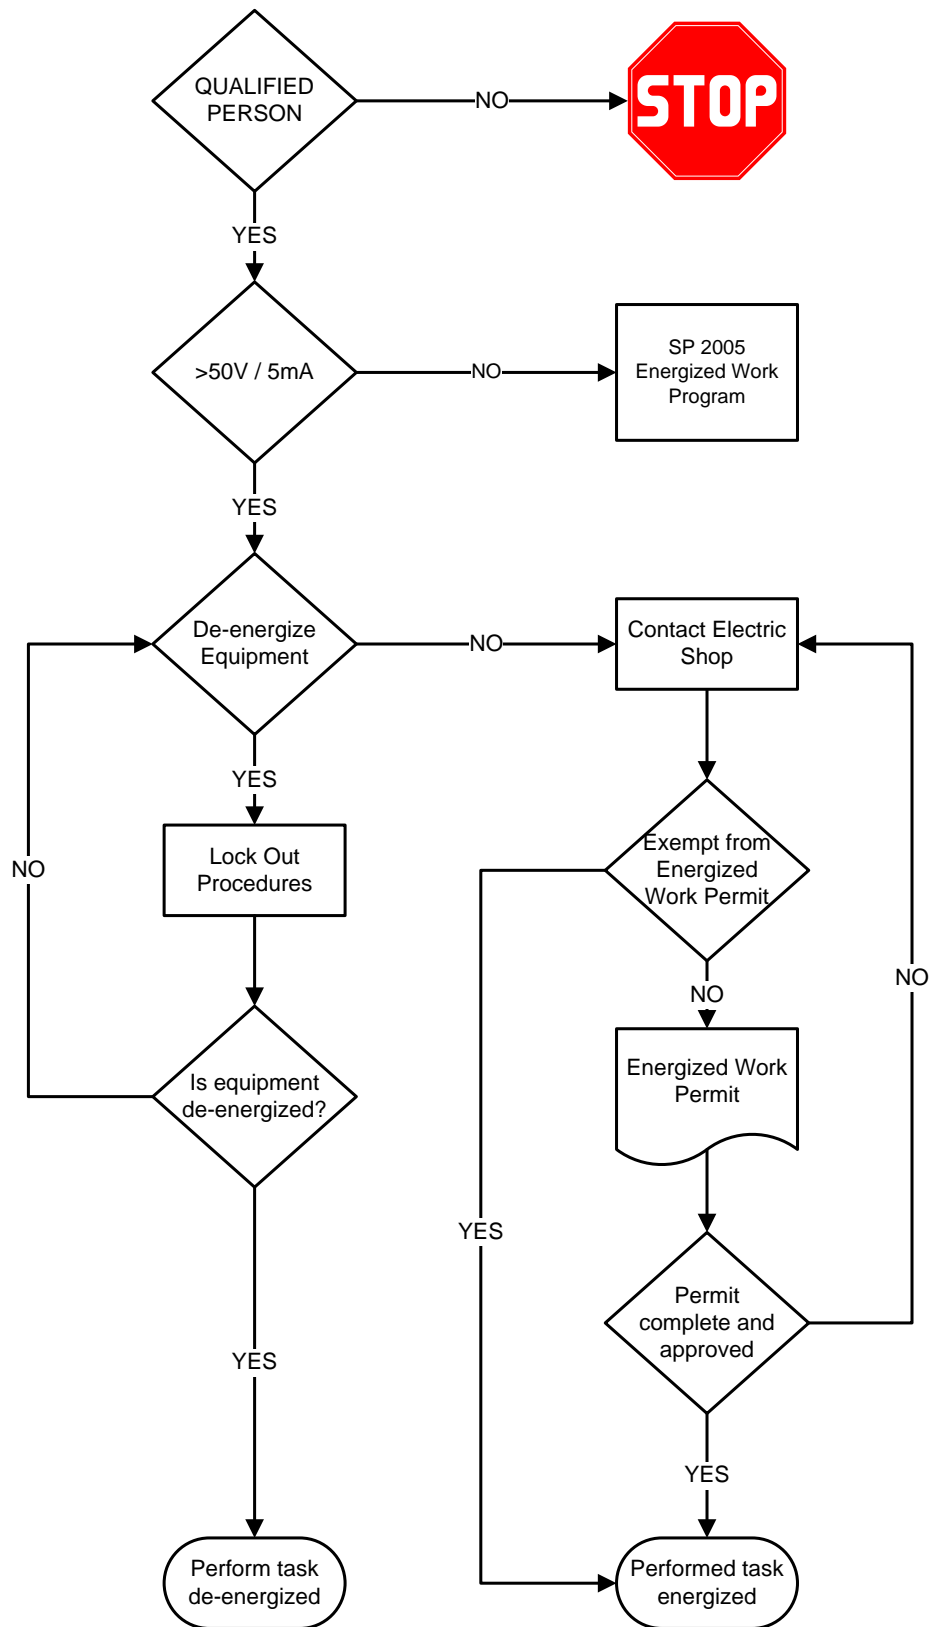 QUALIFIED
PERSON
NO
STOP
YES
>50V / 5mA
NO
SP 2005
Energized Work
Program
YES
De-energize
Equipment
NO
Contact Electric
Shop
YES
Lock Out
Procedures
NO
Exempt from
Energized
Work Permit
NO
NO
Is equipment
de-energized?
Energized Work
Permit
YES
Permit
complete and
approved
YES
YES
Perform task
de-energized
Performed task
energized